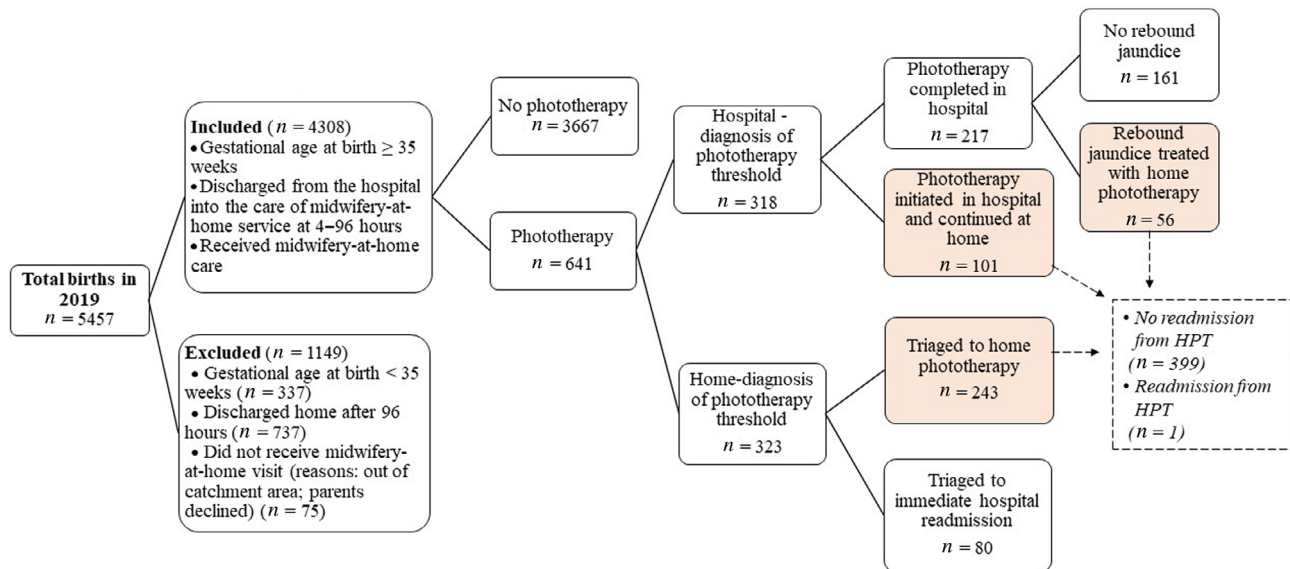 Total births in
2019
n = 5457
Included (n = 4308)
• Gestational age at birth ≥ 35
weeks
• Discharged from the hospital
into the care of midwifery-at-
home service at 4–96 hours
• Received midwifery-at-home
care
Excluded (n = 1149)
• Gestational age at birth < 35
weeks (n = 337)
• Discharged home after 96
hours (n = 737)
• Did not receive midwifery-
at-home visit (reasons: out of
catchment area; parents
declined) (n = 75)
No phototherapy
n = 3667
Phototherapy
n = 641
Hospital -
diagnosis of
phototherapy
threshold
n = 318
Home-diagnosis
of phototherapy
threshold
n = 323
Phototherapy
completed in
hospital
n = 217
Phototherapy
initiated in hospital
and continued at
home
n = 101
Triaged to home
phototherapy
n = 243
Triaged to
immediate hospital
readmission
n = 80
No rebound
jaundice
n = 161
Rebound
jaundice treated
with home
phototherapy
n = 56
• No readmission
from HPT
(n = 399)
• Readmission from
HPT
(n = 1)